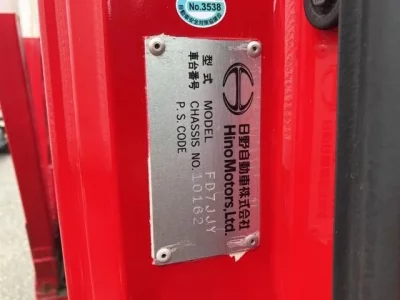 No.3538
日野自動車株式会社
Hino Motors, Ltd.
型式 MODEL FD7JJY
車台番号 CHASSIS NO. 10162
P.S. CODE